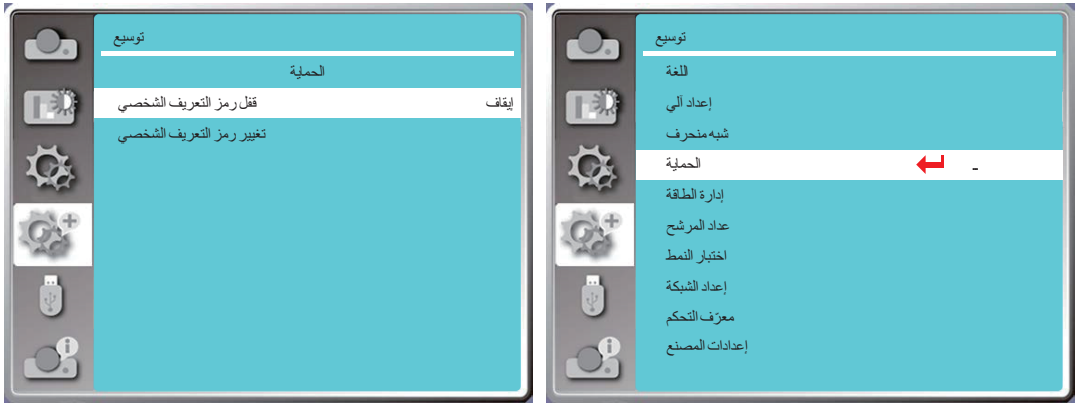 توسيع
اللغة
إعداد آلي
شبه منحرف
الحماية -
إدارة الطاقة
عداد المرشح
اختبار النمط
إعداد الشبكة
معرّف التحكم
إعدادات المصنع
توسيع
الحماية
قفل رمز التعريف الشخصي إيقاف
تغيير رمز التعريف الشخصي